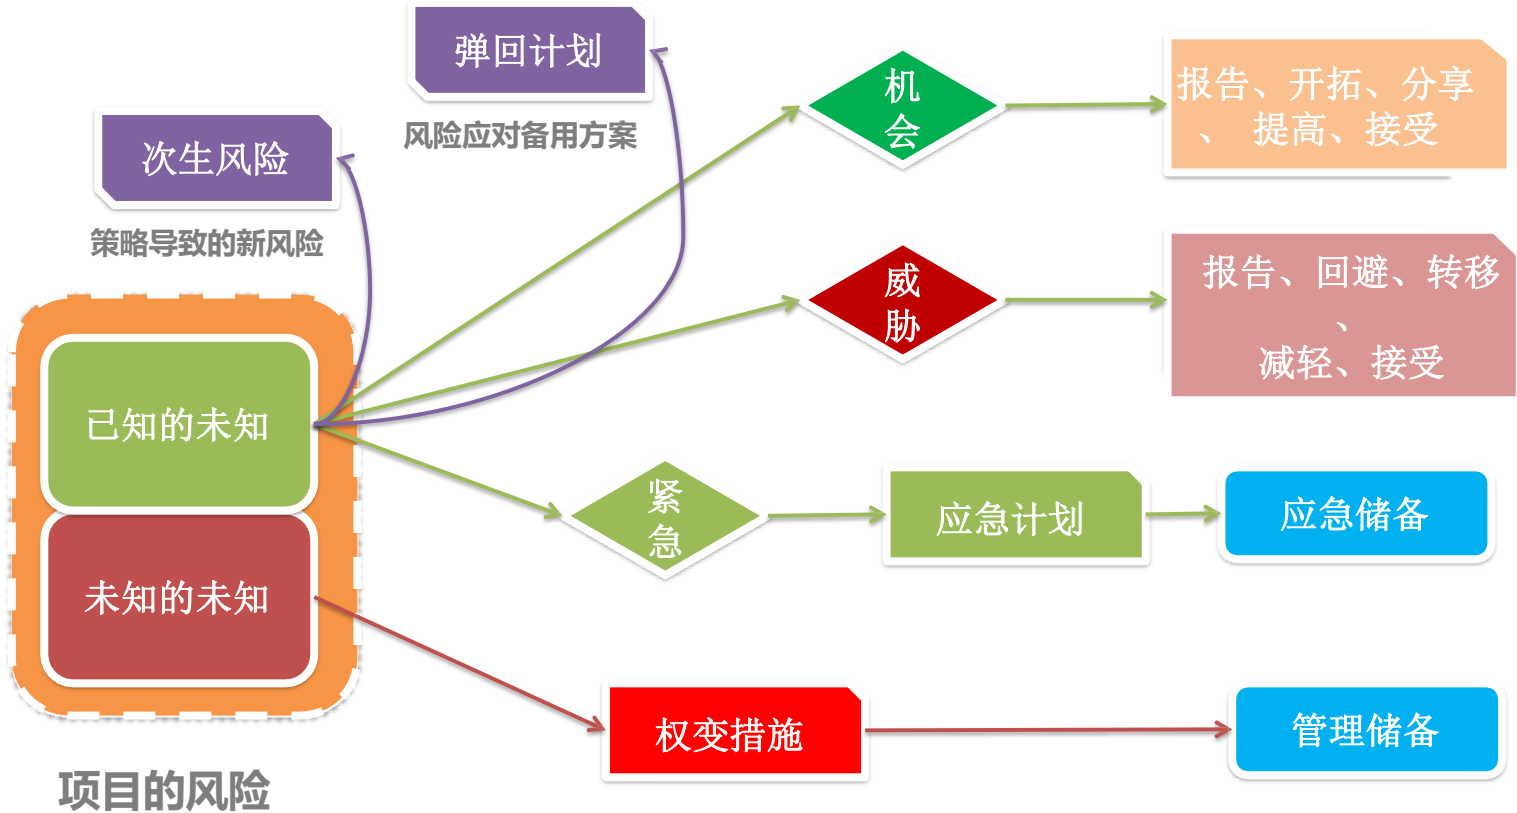 弹回计划
风险应对备用方案
次生风险
策略导致的新风险
机
会
报告、开拓、分享
、 提高、接受
威
胁
报告、回避、转移
、
减轻、接受
已知的未知
紧
急
应急计划
应急储备
未知的未知
权变措施
管理储备
项目的风险